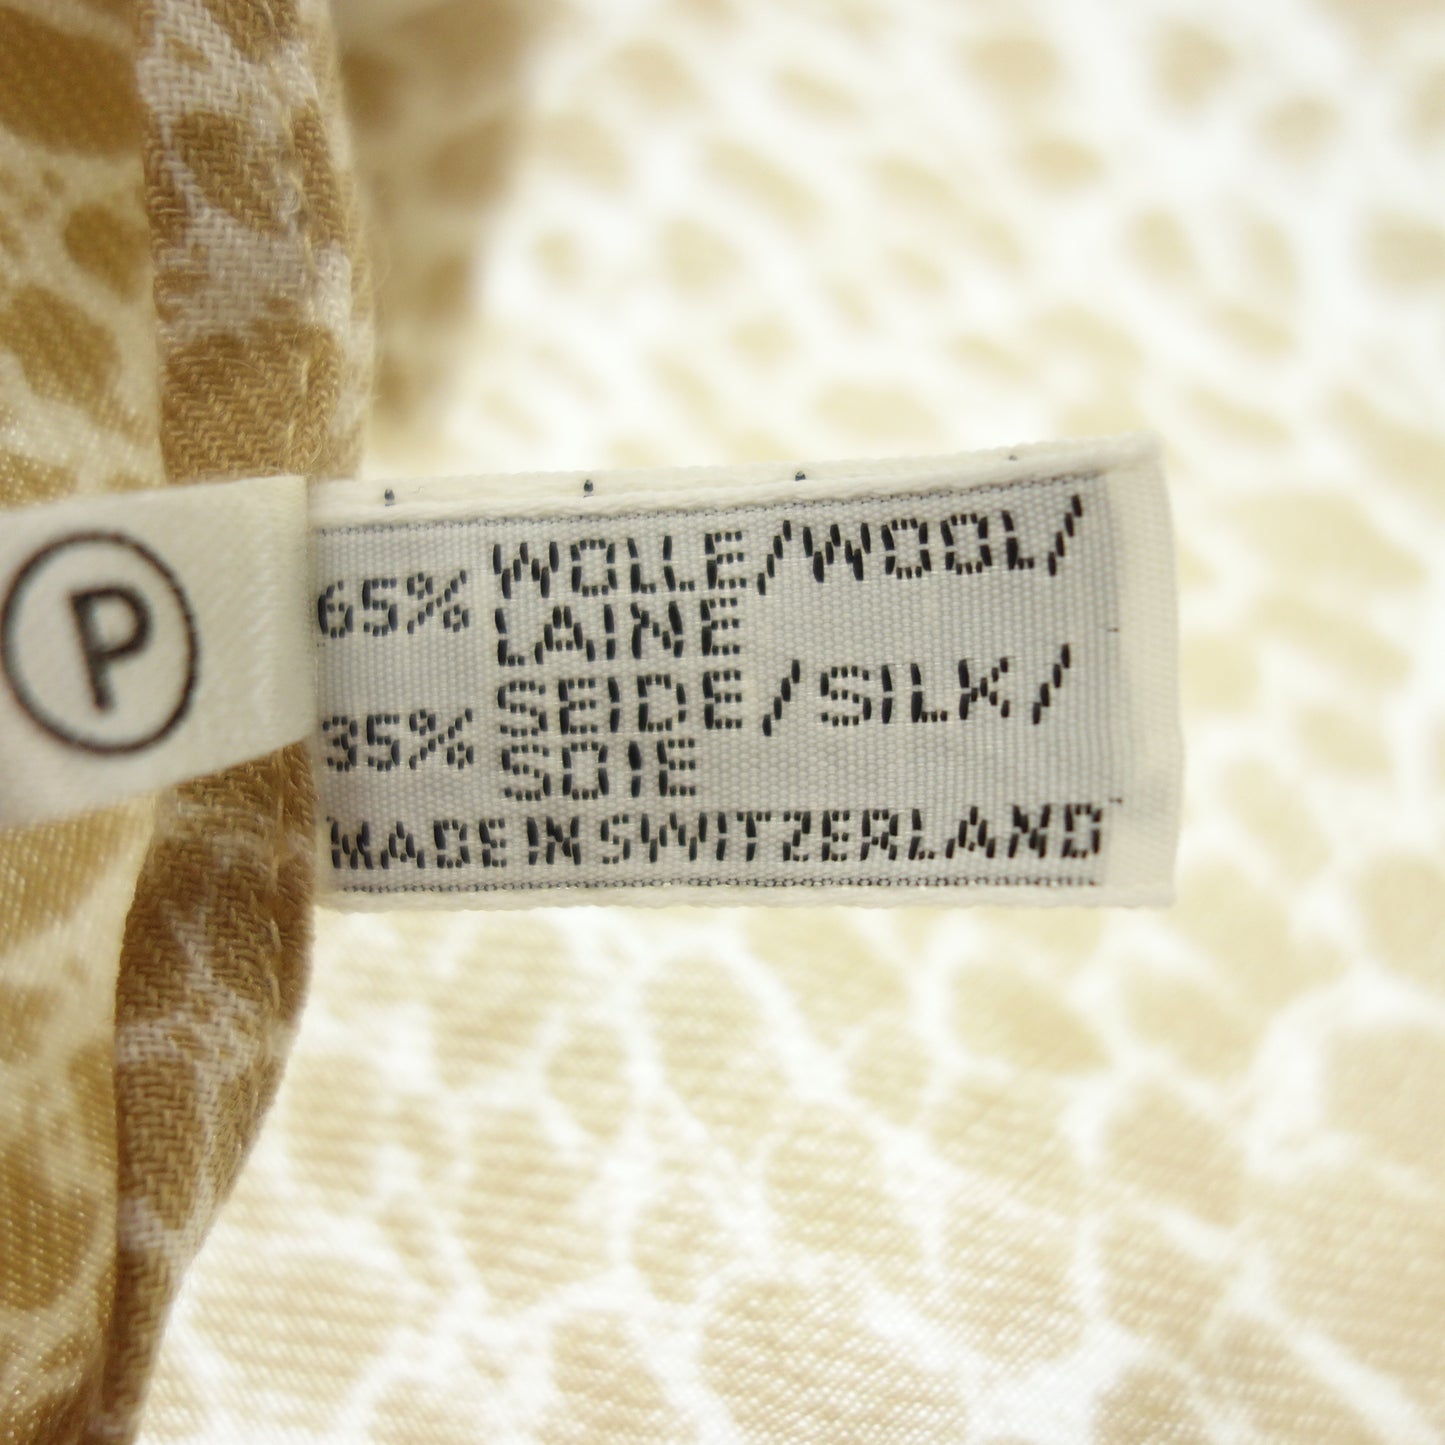 P
65% WOLLE/WOOL/
LAINE
35% SEIDE/SILK/
SOIE
MADE IN SWITZERLAND